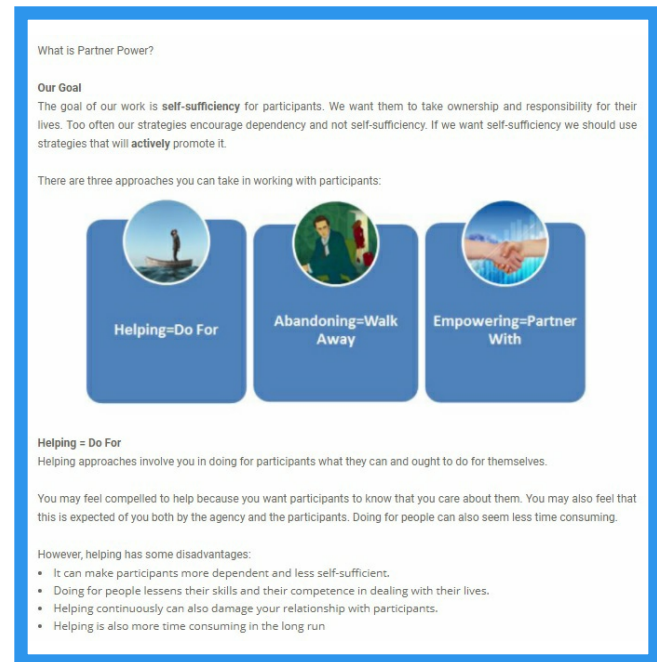 What is Partner Power?
Our Goal
The goal of our work is self-sufficiency for participants. We want them to take ownership and responsibility for their
lives. Too often our strategies encourage dependency and not self-sufficiency. If we want self-sufficiency we should use
strategies that will actively promote it.
There are three approaches you can take in working with participants:
Helping=Do For
Abandoning=Walk
Away
Empowering=Partner
With
Helping = Do For
Helping approaches involve you in doing for participants what they can and ought to do for themselves.
You may feel compelled to help because you want participants to know that you care about them. You may also feel that
this is expected of you both by the agency and the participants. Doing for people can also seem less time consuming.
However, helping has some disadvantages:
• It can make participants more dependent and less self-sufficient.
• Doing for people lessens their skills and their competence in dealing with their lives.
• Helping continuously can also damage your relationship with participants.
• Helping is also more time consuming in the long run